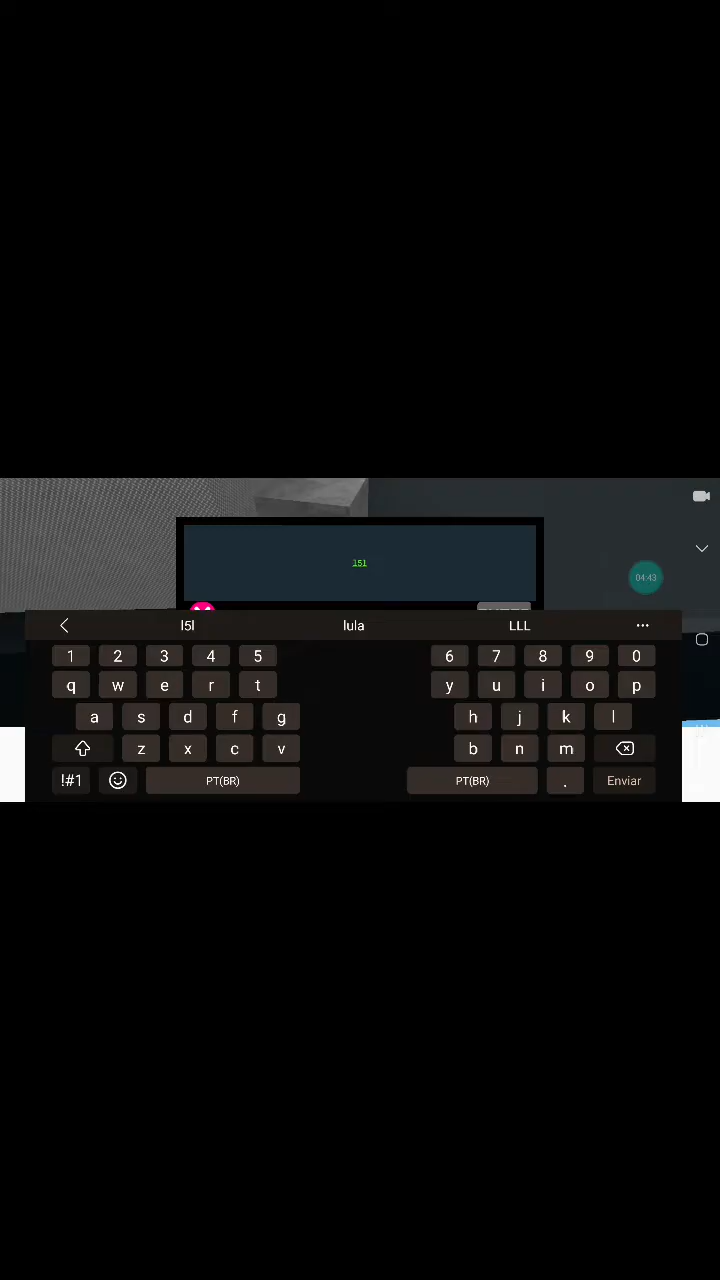 l5l
04:43
l5l lula LLL
1 2 3 4 5 6 7 8 9 0
q w e r t y u i o p
a s d f g h j k l
z x c v b n m
!#1 PT(BR) PT(BR) . Enviar